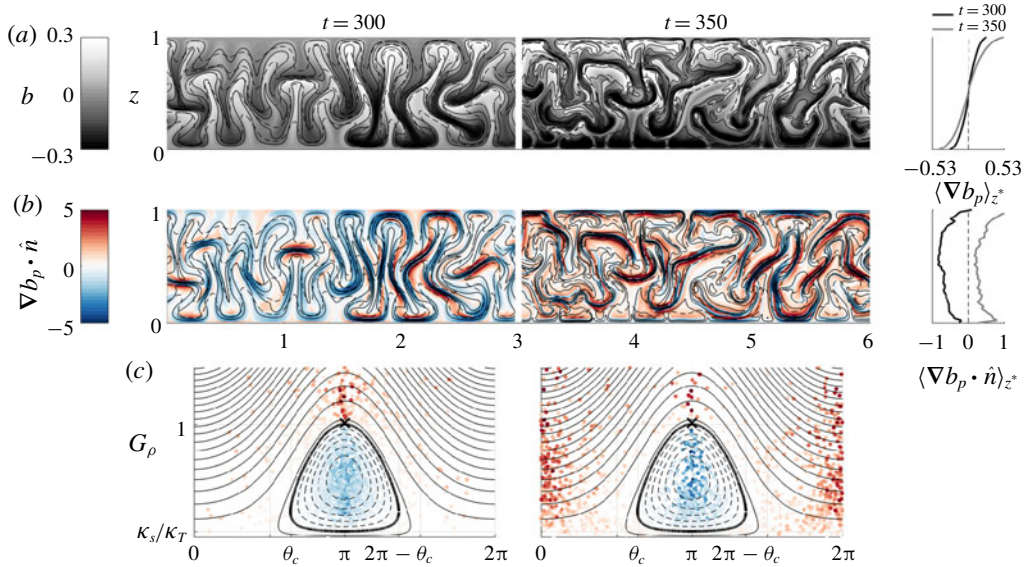 t = 300
t = 350
t = 300
t = 350
(a)
0.3
b
0
−0.3
z
1
0
−0.53
0.53
⟨∇b_p⟩_{z*}
(b)
5
∇b_p • n̂
0
−5
1
0
1
2
3
4
5
6
−1
0
1
⟨∇b_p • n̂⟩_{z*}
(c)
1
G_ρ
κ_s/κ_T
0
θ_c
π
2π − θ_c
2π
0
θ_c
π
2π − θ_c
2π